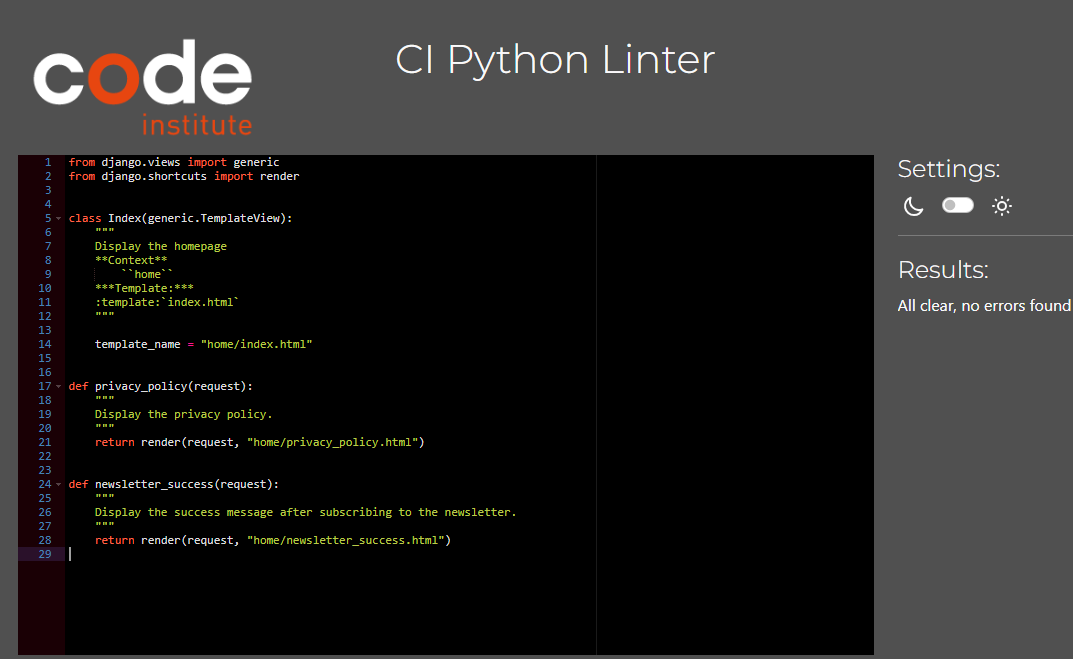 code
institute
CI Python Linter
1 from django.views import generic
2 from django.shortcuts import render
3
4
5 class Index(generic.TemplateView):
6     """
7     Display the homepage
8     **Context**
9         ``home``
10     ***Template:***
11     :template:`index.html`
12     """
13
14     template_name = "home/index.html"
15
16
17 def privacy_policy(request):
18     """
19     Display the privacy policy.
20     """
21     return render(request, "home/privacy_policy.html")
22
23
24 def newsletter_success(request):
25     """
26     Display the success message after subscribing to the newsletter.
27     """
28     return render(request, "home/newsletter_success.html")
29
Settings:
Results:
All clear, no errors found